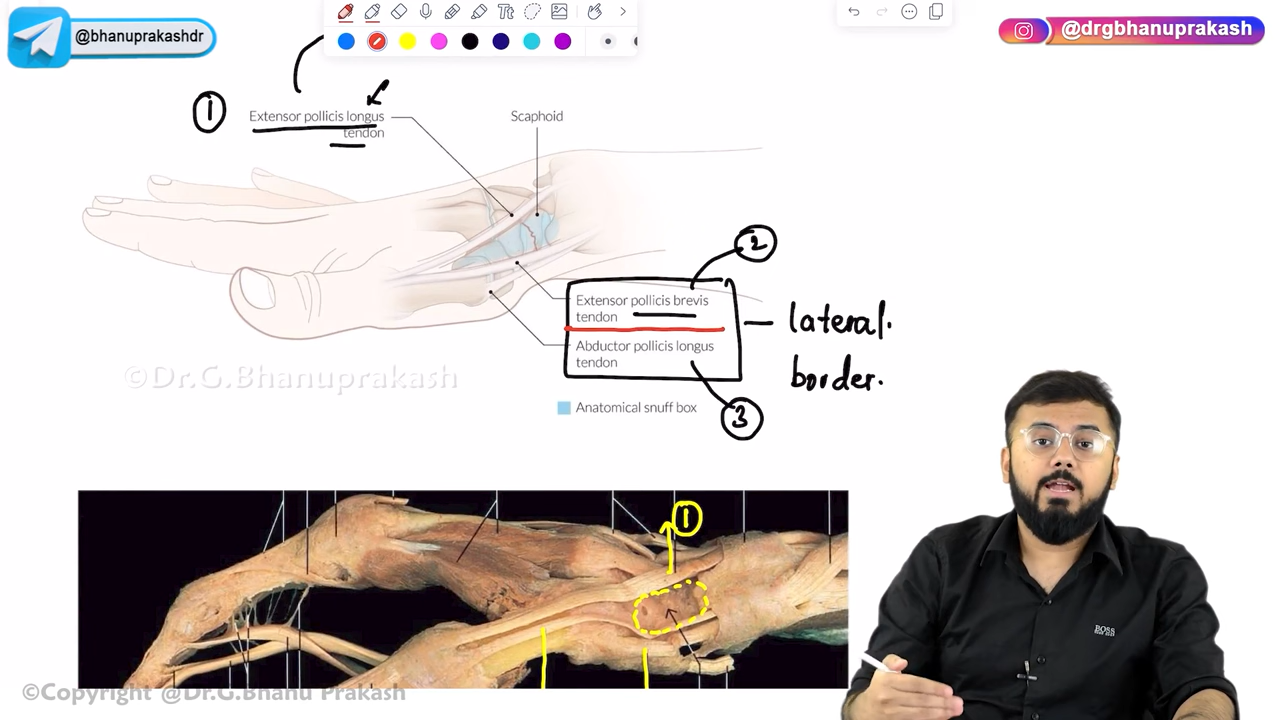 @bhanuprakashdr
Tt
@drgbhanuprakash
1
Extensor pollicis longus
tendon
Scaphoid
2
Extensor pollicis brevis
tendon
Abductor pollicis longus
tendon
lateral.
border.
3
Anatomical snuff box
©Dr.G.Bhanuprakash
1
BOSS
©Copyright @Dr.G.Bhanu Prakash